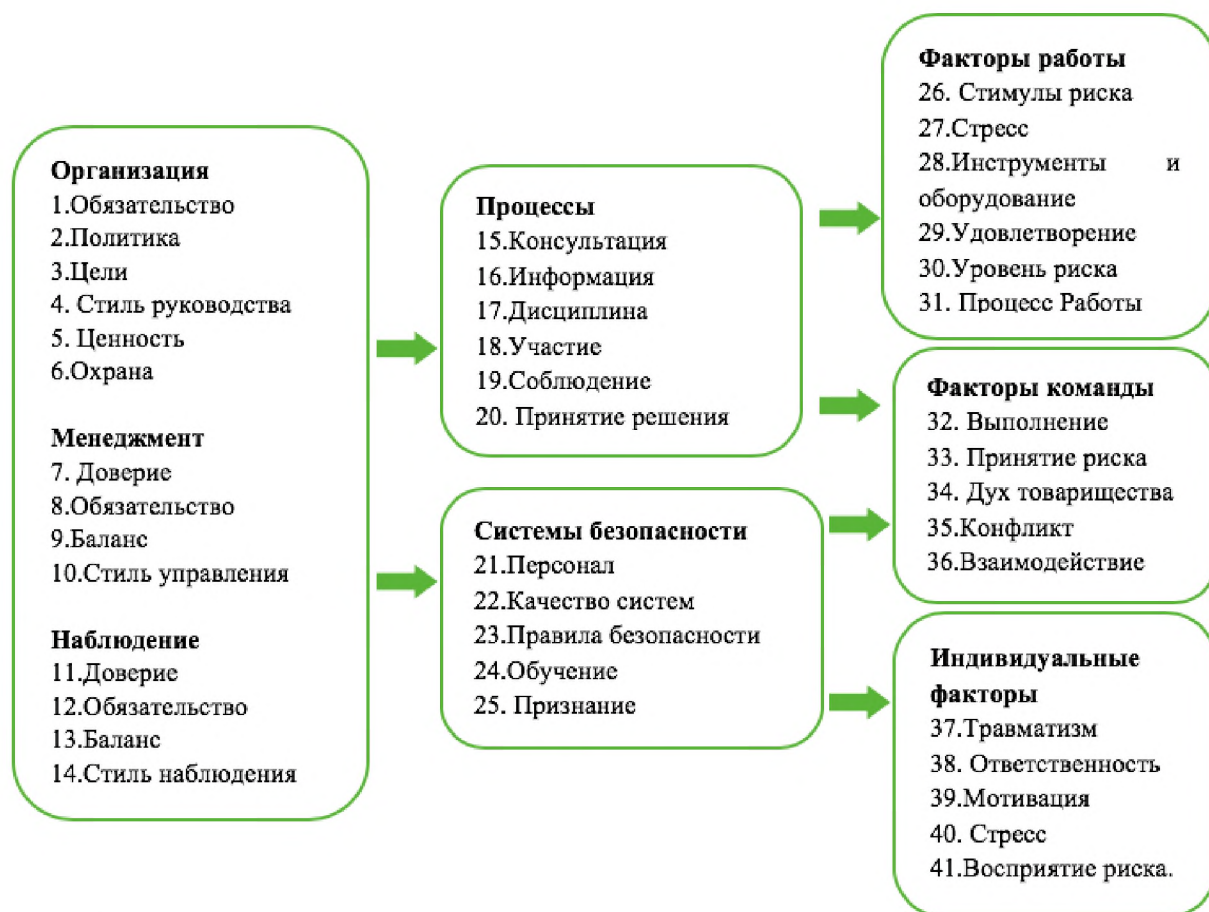 Организация
1.Обязательство
2.Политика
3.Цели
4. Стиль руководства
5. Ценность
6.Охрана
Менеджмент
7. Доверие
8.Обязательство
9.Баланс
10.Стиль управления
Наблюдение
11.Доверие
12.Обязательство
13.Баланс
14.Стиль наблюдения
Процессы
15.Консультация
16.Информация
17.Дисциплина
18.Участие
19.Соблюдение
20. Принятие решения
Системы безопасности
21.Персонал
22.Качество систем
23.Правила безопасности
24.Обучение
25. Признание
Факторы работы
26. Стимулы риска
27.Стресс
28.Инструменты и
оборудование
29.Удовлетворение
30.Уровень риска
31. Процесс Работы
Факторы команды
32. Выполнение
33. Принятие риска
34. Дух товарищества
35.Конфликт
36.Взаимодействие
Индивидуальные
факторы
37.Травматизм
38. Ответственность
39.Мотивация
40. Стресс
41.Восприятие риска.